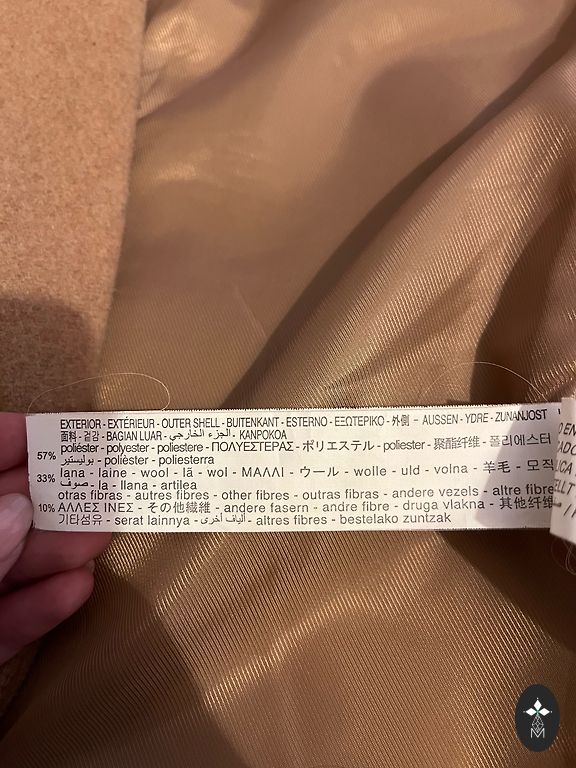 EXTERIOR - EXTÉRIEUR - OUTER SHELL - BUITENKANT - ESTERNO - ΕΞΩΤΕΡΙΚΟ - 外側 - AUSSEN - YDRE - ZUNANJOST
面料 - 겉감 - BAGIAN LUAR - الجزء الخارجي - KANPOKOA
57% poliéster - polyester - poliestere - ΠΟΛΥΕΣΤΕΡΑΣ - ポリエステル - poliester - 聚酯纤维 - 폴리에스터
بوليستير - polièster - poliesterra
33% lana - laine - wool - lã - wol - ΜΑΛΛΙ - ウール - wolle - uld - volna - 羊毛 - 모직
صوف - la - llana - artilea
otras fibras - autres fibres - other fibres - outras fibras - andere vezels - altre fibre
10% ΑΛΛΕΣ ΙΝΕΣ - その他繊維 - andere fasern - andre fibre - druga vlakna - 其他纤维
기타섬유 - serat lainnya - ألياف أخرى - altres fibres - bestelako zuntzak
M